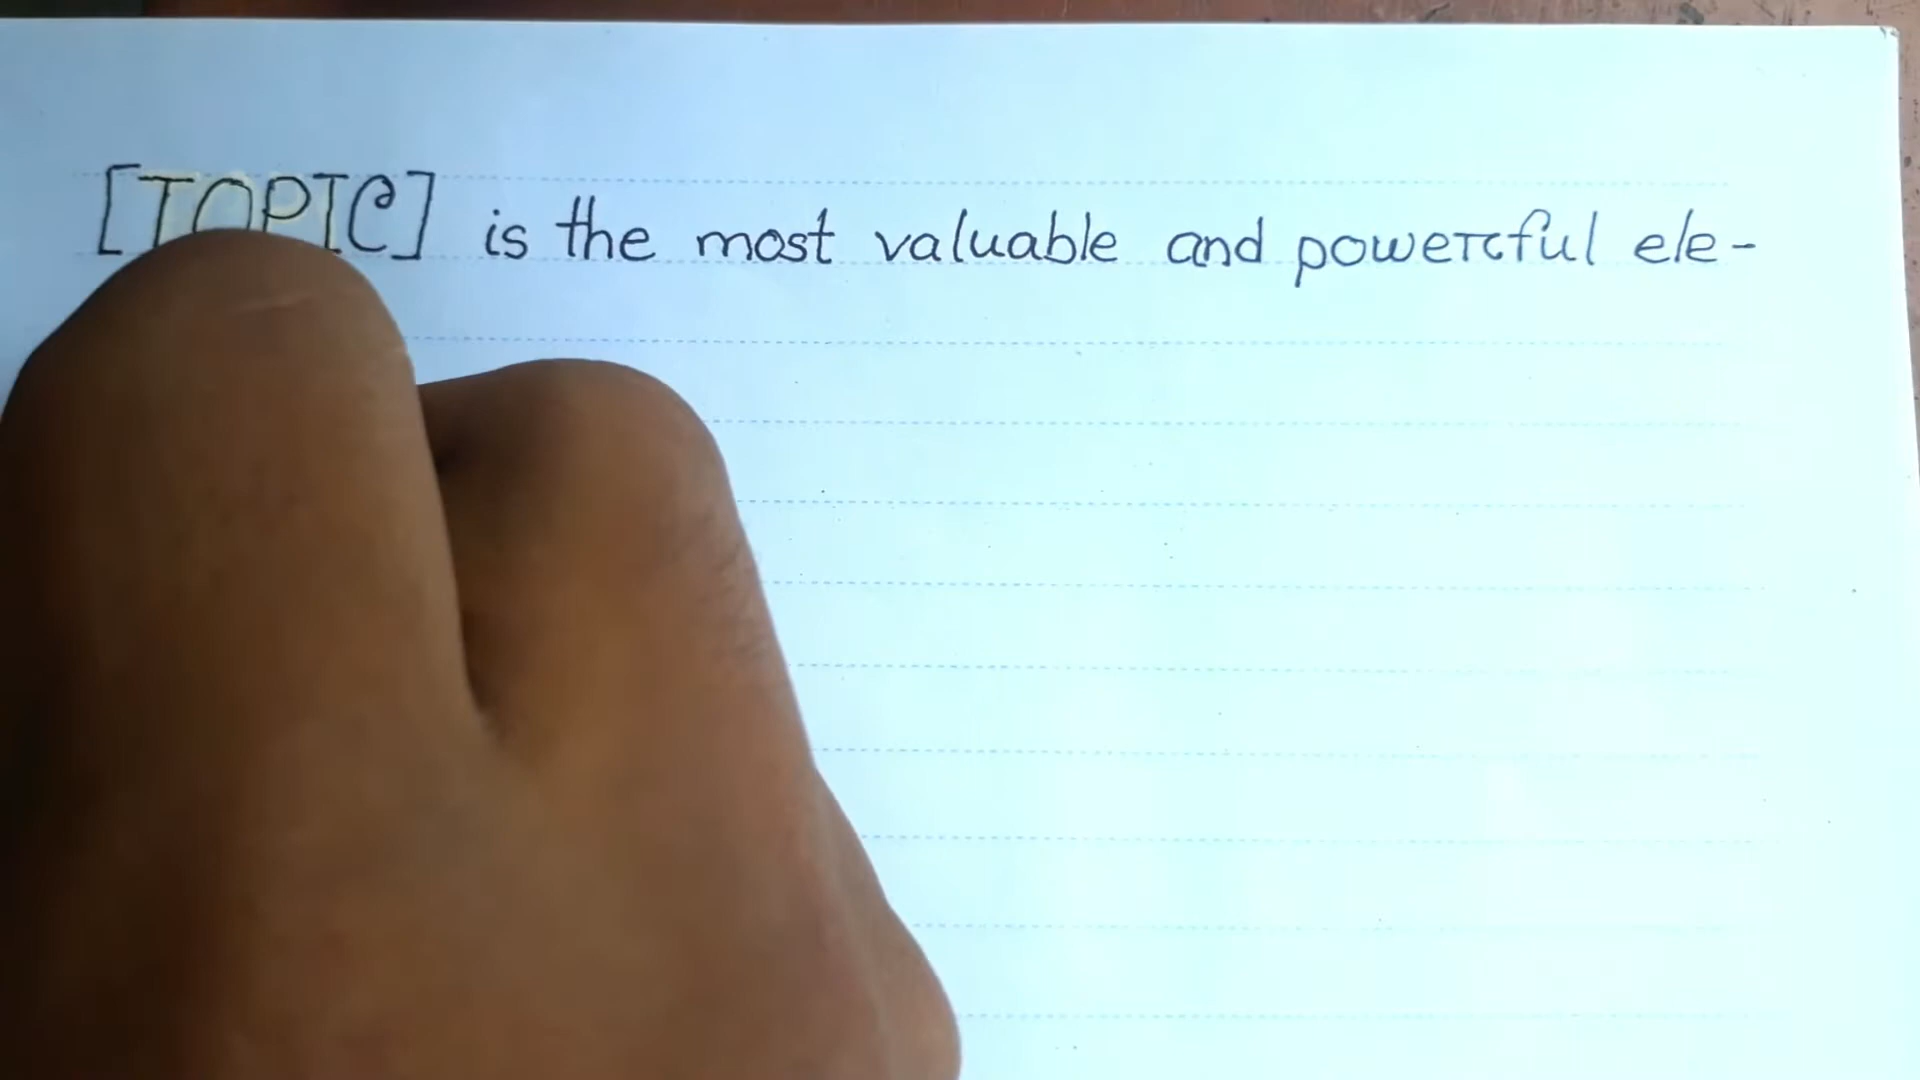 [TOPIC] is the most valuable and powerful ele-